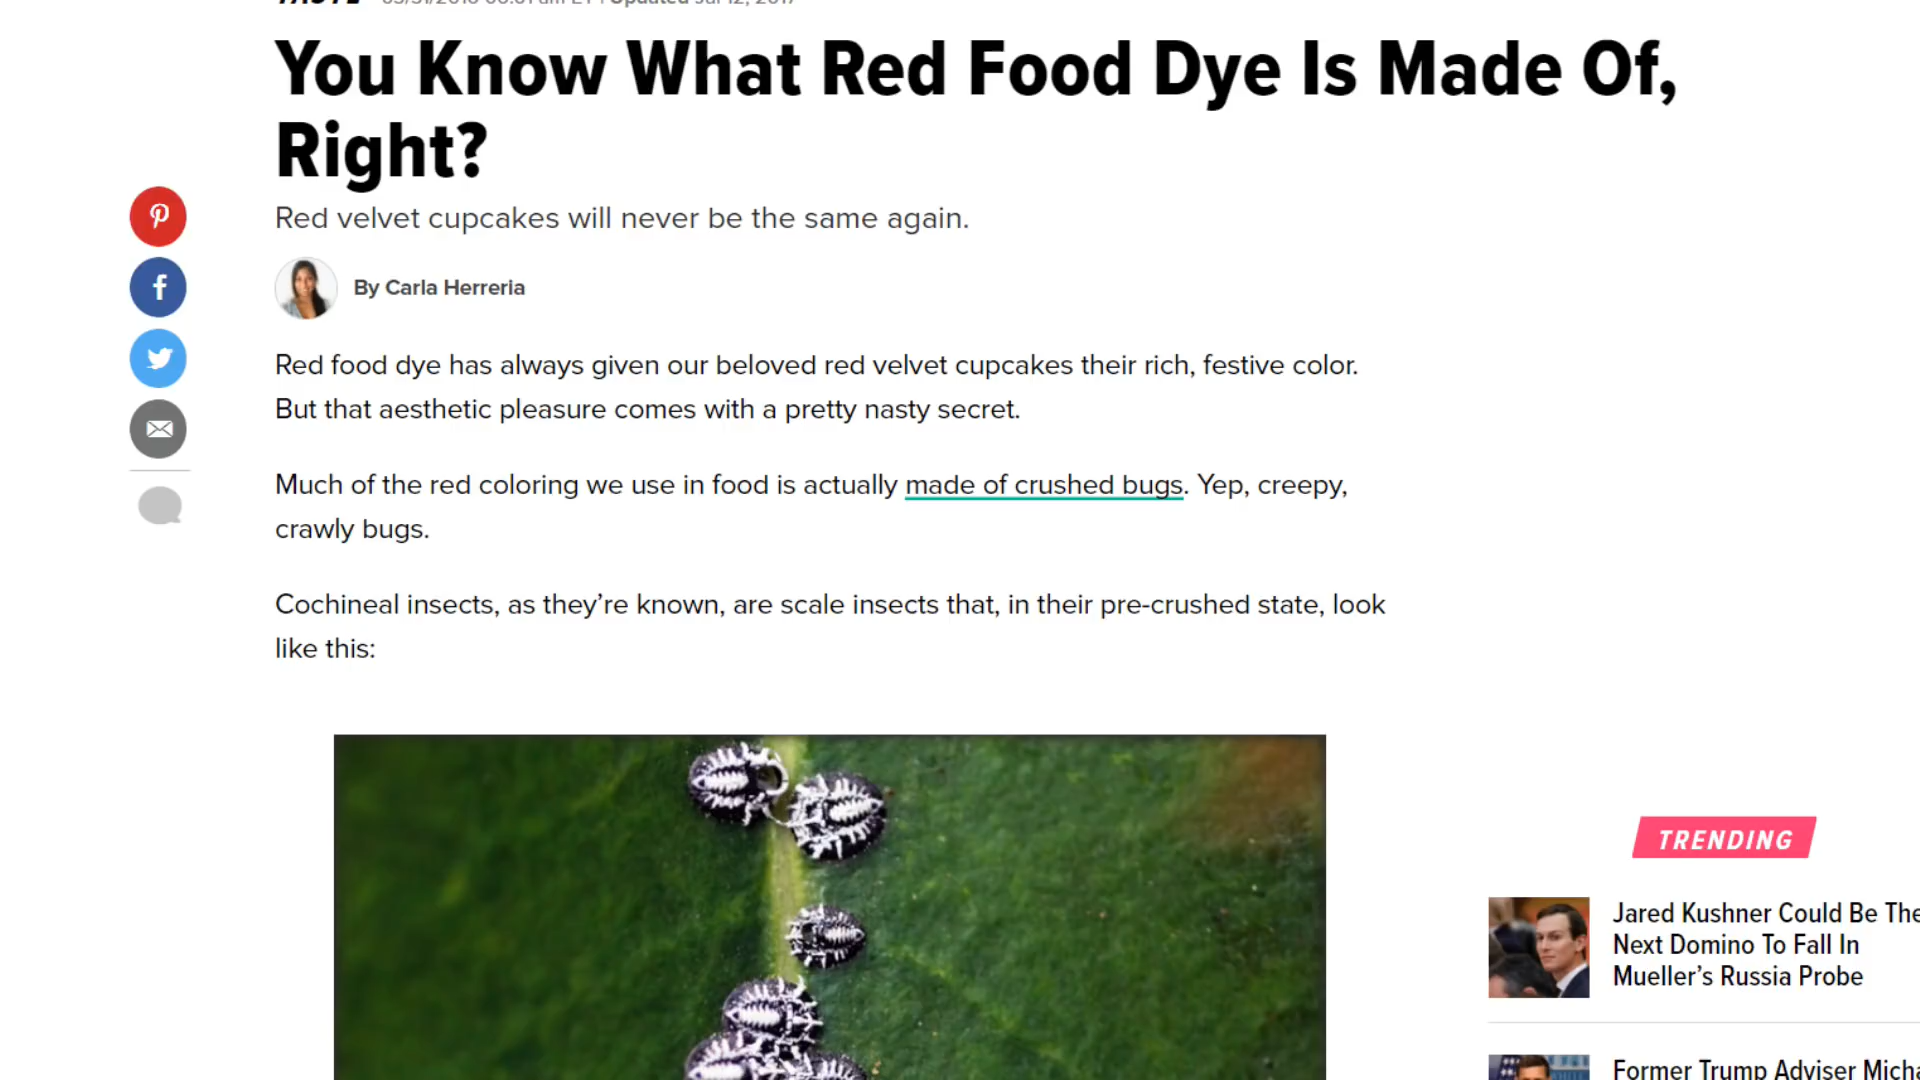 You Know What Red Food Dye Is Made Of,
Right?
Red velvet cupcakes will never be the same again.
By Carla Herreria
Red food dye has always given our beloved red velvet cupcakes their rich, festive color.
But that aesthetic pleasure comes with a pretty nasty secret.
Much of the red coloring we use in food is actually made of crushed bugs. Yep, creepy,
crawly bugs.
Cochineal insects, as they’re known, are scale insects that, in their pre-crushed state, look
like this:
TRENDING
Jared Kushner Could Be The
Next Domino To Fall In
Mueller’s Russia Probe
Former Trump Adviser Micha